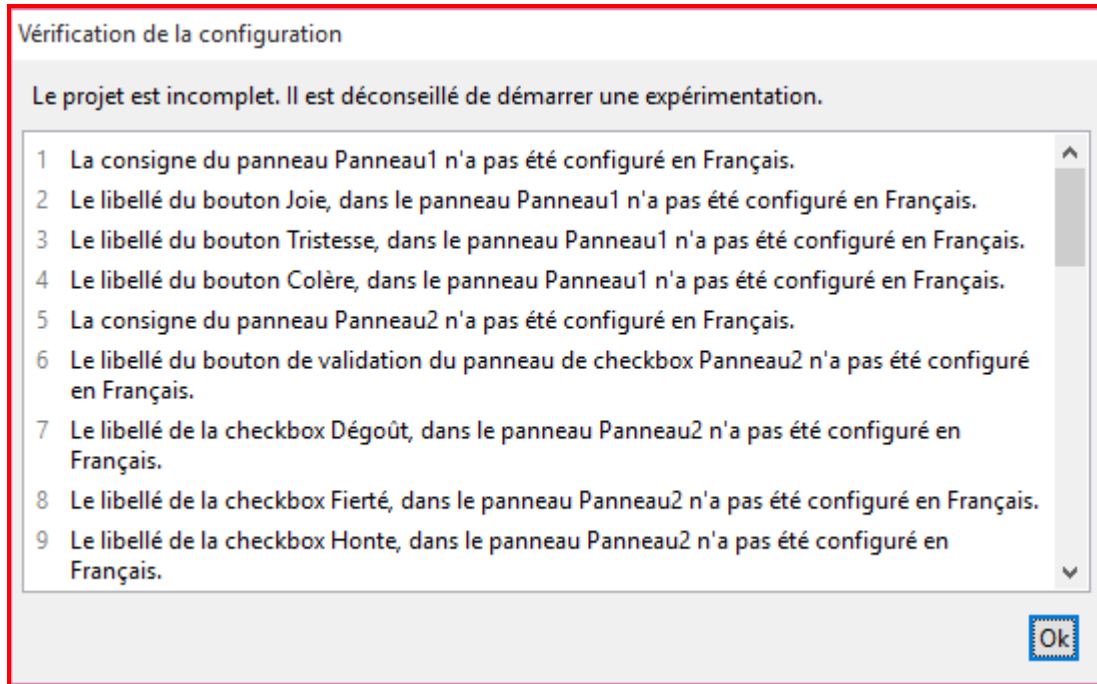 Vérification de la configuration
Le projet est incomplet. Il est déconseillé de démarrer une expérimentation.
1 La consigne du panneau Panneau1 n'a pas été configuré en Français.
2 Le libellé du bouton Joie, dans le panneau Panneau1 n'a pas été configuré en Français.
3 Le libellé du bouton Tristesse, dans le panneau Panneau1 n'a pas été configuré en Français.
4 Le libellé du bouton Colère, dans le panneau Panneau1 n'a pas été configuré en Français.
5 La consigne du panneau Panneau2 n'a pas été configuré en Français.
6 Le libellé du bouton de validation du panneau de checkbox Panneau2 n'a pas été configuré
en Français.
7 Le libellé de la checkbox Dégoût, dans le panneau Panneau2 n'a pas été configuré en
Français.
8 Le libellé de la checkbox Fierté, dans le panneau Panneau2 n'a pas été configuré en Français.
9 Le libellé de la checkbox Honte, dans le panneau Panneau2 n'a pas été configuré en
Français.
Ok